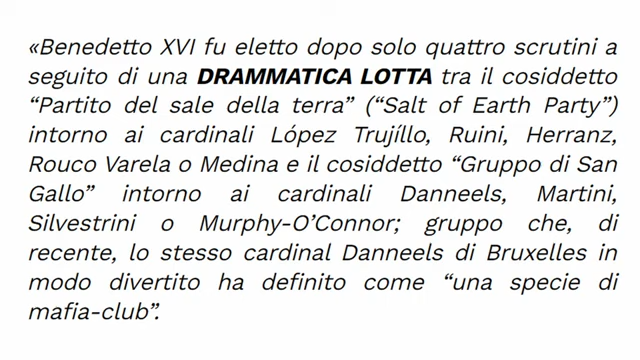 «Benedetto XVI fu eletto dopo solo quattro scrutini a
seguito di una DRAMMATICA LOTTA tra il cosiddetto
“Partito del sale della terra” (“Salt of Earth Party”)
intorno ai cardinali López Trujíllo, Ruini, Herranz,
Rouco Varela o Medina e il cosiddetto “Gruppo di San
Gallo” intorno ai cardinali Danneels, Martini,
Silvestrini o Murphy-O’Connor; gruppo che, di
recente, lo stesso cardinal Danneels di Bruxelles in
modo divertito ha definito come “una specie di
mafia-club”.